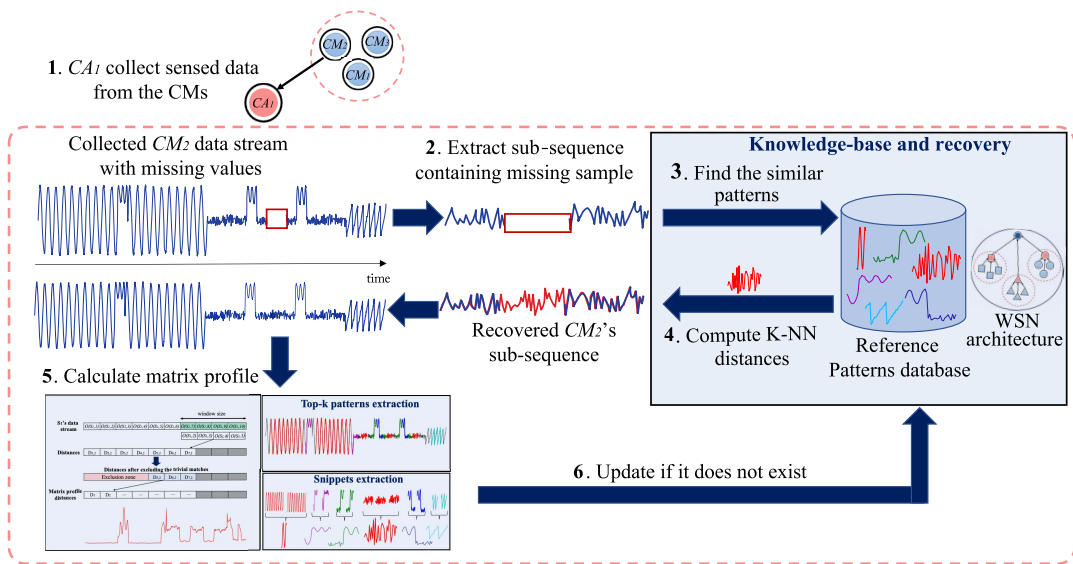 1. CA1 collect sensed data
from the CMs
CM2
CM3
CM1
CA1
Collected CM2 data stream
with missing values
time
2. Extract sub-sequence
containing missing sample
Knowledge-base and recovery
3. Find the similar
patterns
4. Compute K-NN
distances
Reference
Patterns database
WSN
architecture
Recovered CM2's
sub-sequence
5. Calculate matrix profile
window size
S1's data
stream
Distances
Distances after excluding the trivial matches
Exclusion zone
Matrix profile
distances
Top-k patterns extraction
Snippets extraction
6. Update if it does not exist